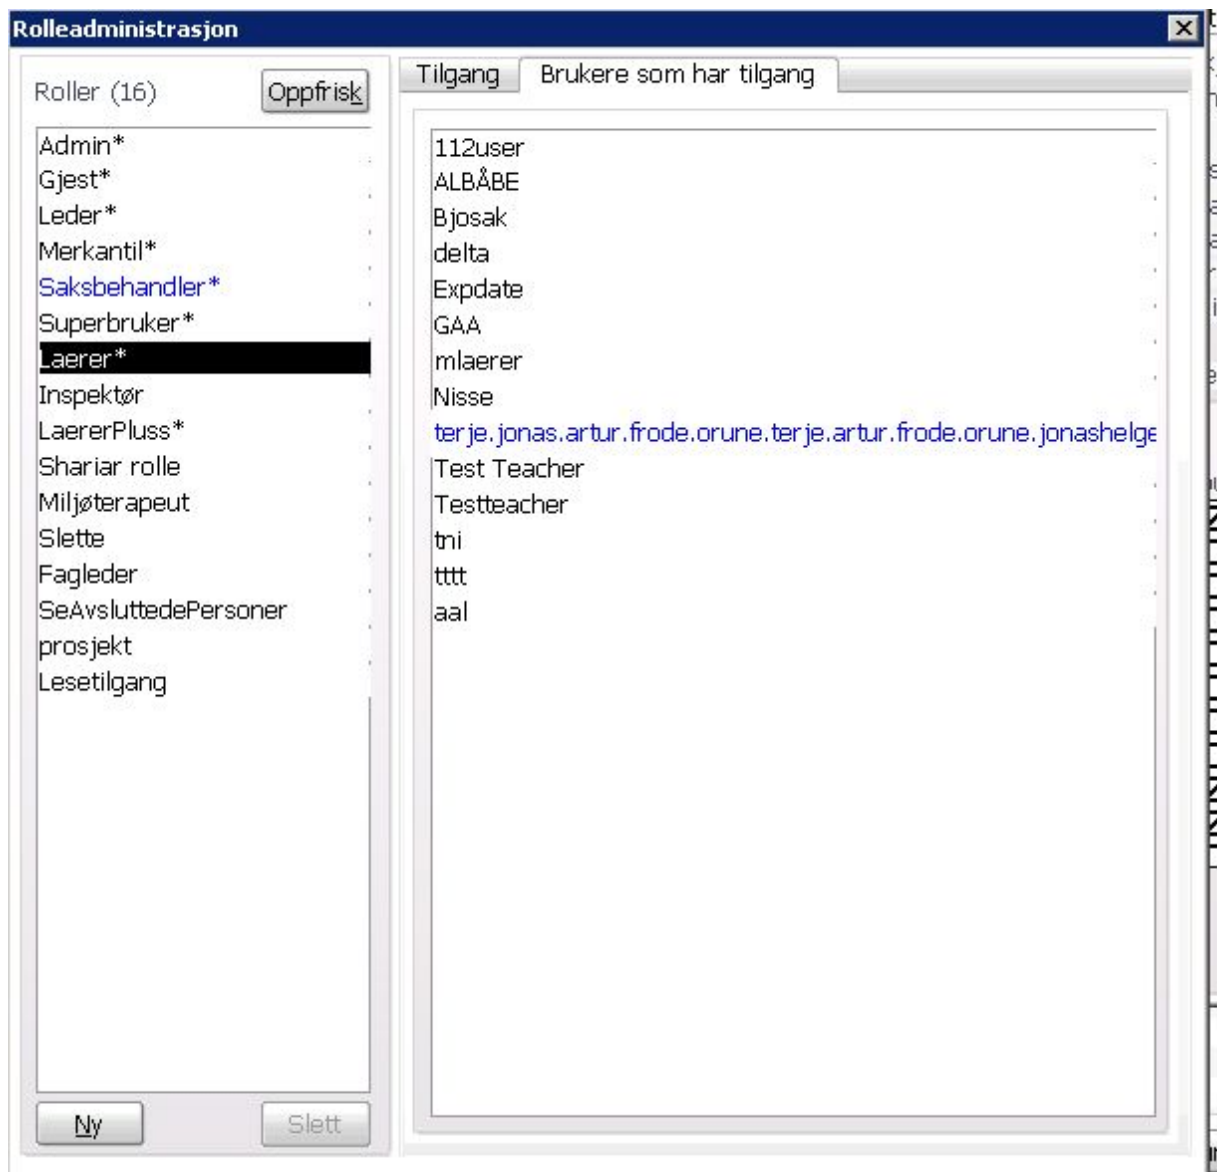 Rolleadministrasjon
Roller (16)
Oppfrisk
Admin*
Gjest*
Leder*
Merkantil*
Saksbehandler*
Superbruker*
Laerer*
Inspektør
LaererPluss*
Shariar rolle
Miljøterapeut
Slette
Fagleder
SeAvsluttedePersoner
prosjekt
Lesetilgang
Ny
Slett
Tilgang
Brukere som har tilgang
112user
ALBÅBE
Bjosak
delta
Expdate
GAA
mlaerer
Nisse
terje.jonas.artur.frode.orune.terje.artur.frode.orune.jonashelge
Test Teacher
Testteacher
tni
tttt
aal